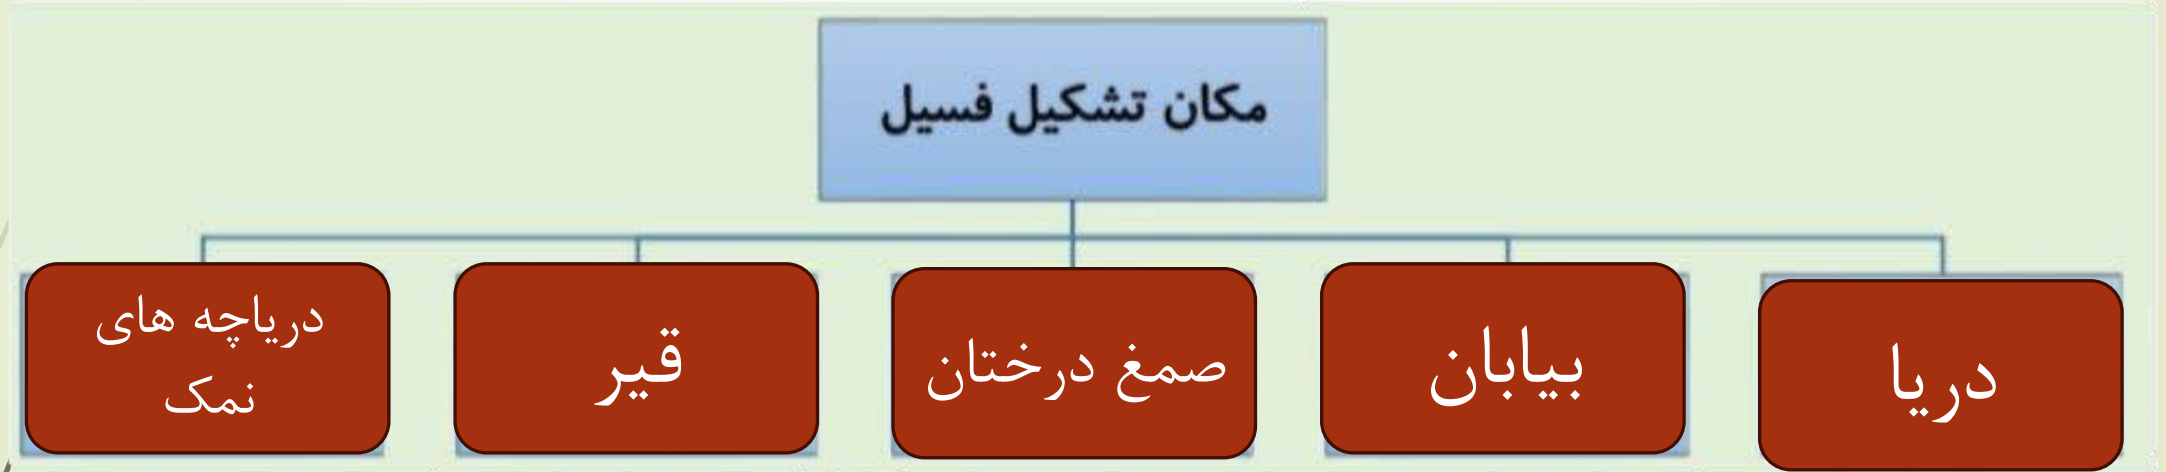 مکان تشکیل فسیل
دریا
بیابان
صمغ درختان
قیر
دریاچه های
نمک